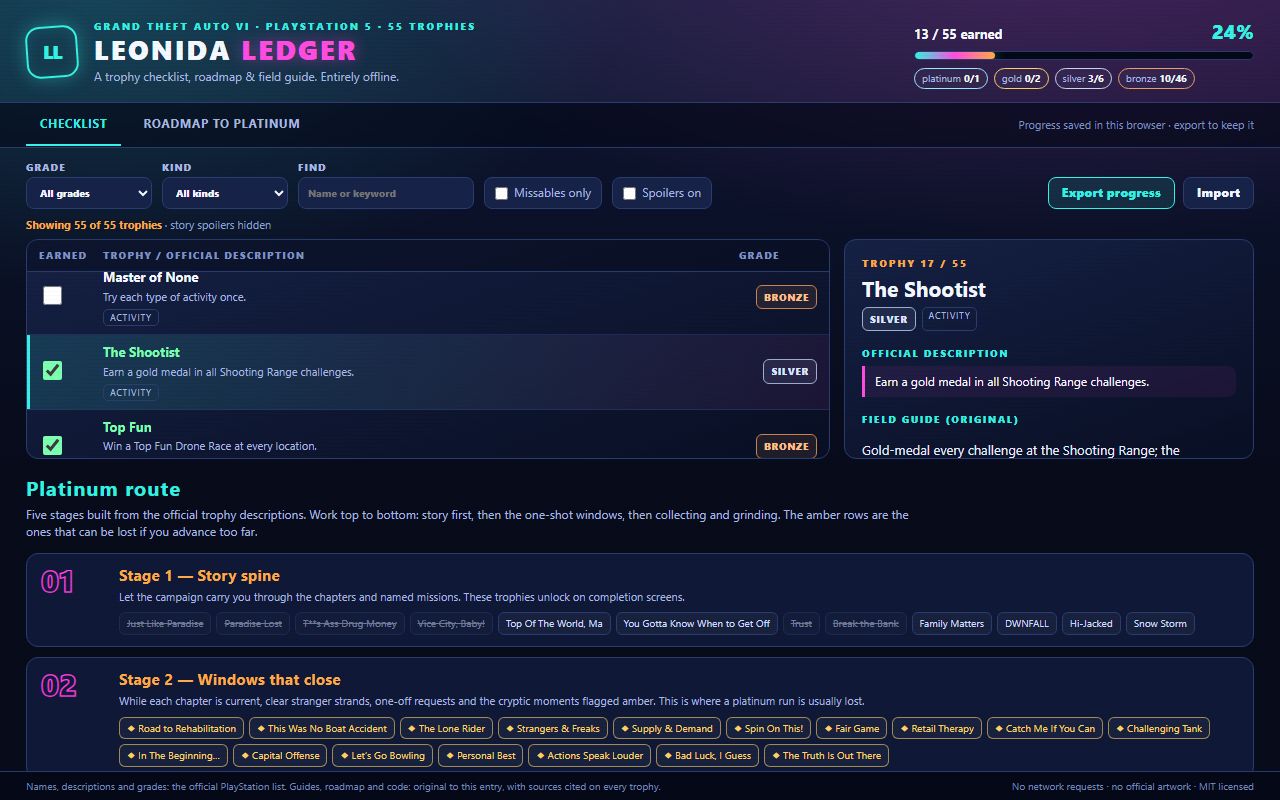 LL
GRAND THEFT AUTO VI · PLAYSTATION 5 · 55 TROPHIES
LEONIDA LEDGER
A trophy checklist, roadmap & field guide. Entirely offline.
13 / 55 earned
24%
platinum 0/1
gold 0/2
silver 3/6
bronze 10/46
CHECKLIST
ROADMAP TO PLATINUM
Progress saved in this browser · export to keep it
GRADE
KIND
FIND
All grades
All kinds
Name or keyword
Missables only
Spoilers on
Export progress
Import
Showing 55 of 55 trophies · story spoilers hidden
EARNED
TROPHY / OFFICIAL DESCRIPTION
GRADE
Master of None
Try each type of activity once.
ACTIVITY
BRONZE
The Shootist
Earn a gold medal in all Shooting Range challenges.
ACTIVITY
SILVER
Top Fun
Win a Top Fun Drone Race at every location.
BRONZE
TROPHY 17 / 55
The Shootist
SILVER
ACTIVITY
OFFICIAL DESCRIPTION
Earn a gold medal in all Shooting Range challenges.
FIELD GUIDE (ORIGINAL)
Gold-medal every challenge at the Shooting Range; the
Platinum route
Five stages built from the official trophy descriptions. Work top to bottom: story first, then the one-shot windows, then collecting and grinding. The amber rows are the
ones that can be lost if you advance too far.
01
Stage 1 — Story spine
Let the campaign carry you through the chapters and named missions. These trophies unlock on completion screens.
Just Like Paradise
Paradise Lost
T**s Ass Drug Money
Vice City, Baby!
Top Of The World, Ma
You Gotta Know When to Get Off
Trust
Break the Bank
Family Matters
DWNFALL
Hi-Jacked
Snow Storm
02
Stage 2 — Windows that close
While each chapter is current, clear stranger strands, one-off requests and the cryptic moments flagged amber. This is where a platinum run is usually lost.
◆ Road to Rehabilitation
◆ This Was No Boat Accident
◆ The Lone Rider
◆ Strangers & Freaks
◆ Supply & Demand
◆ Spin On This!
◆ Fair Game
◆ Retail Therapy
◆ Catch Me If You Can
◆ Challenging Tank
◆ In The Beginning...
◆ Capital Offense
◆ Let's Go Bowling
◆ Personal Best
◆ Actions Speak Louder
◆ Bad Luck, I Guess
◆ The Truth Is Out There
Names, descriptions and grades: the official PlayStation list. Guides, roadmap and code: original to this entry, with sources cited on every trophy.
No network requests · no official artwork · MIT licensed